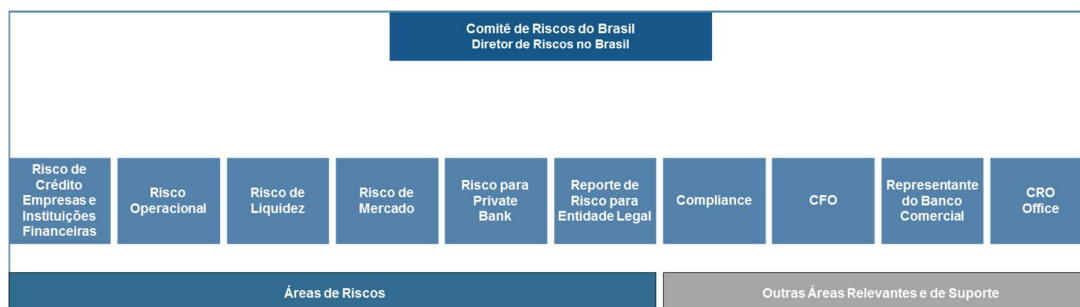 Comitê de Riscos do Brasil
Diretor de Riscos no Brasil
Risco de
Crédito
Empresas e
Instituições
Financeiras
Risco
Operacional
Risco de
Liquidez
Risco de
Mercado
Risco para
Private
Bank
Reporte de
Risco para
Entidade Legal
Compliance
CFO
Representante
do Banco
Comercial
CRO
Office
Áreas de Riscos
Outras Áreas Relevantes e de Suporte